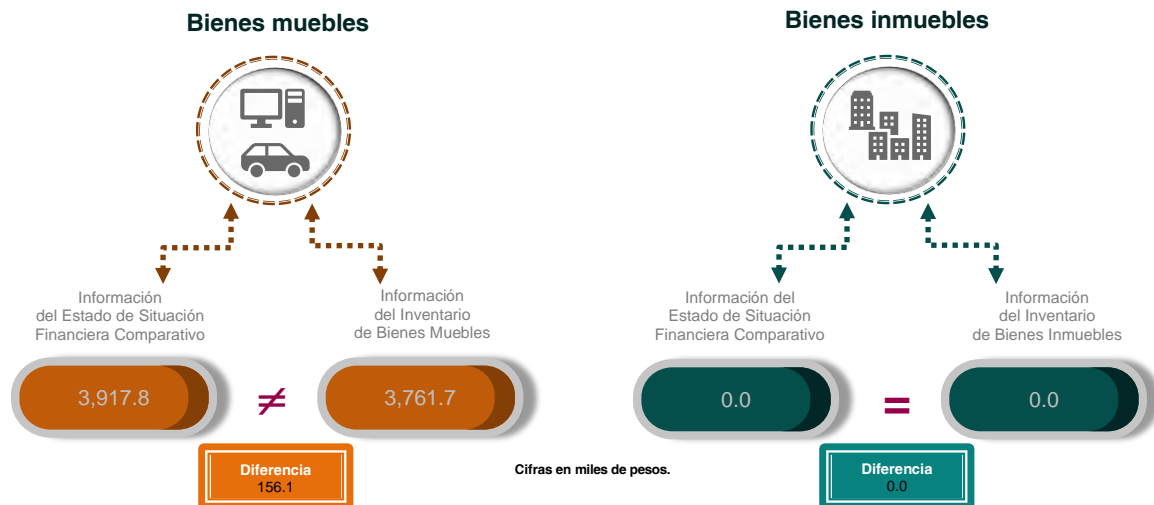 Bienes muebles
Información
del Estado de Situación
Financiera Comparativo
Información
del Inventario
de Bienes Muebles
3,917.8
≠
3,761.7
Diferencia
156.1
Cifras en miles de pesos.
Bienes inmuebles
Información del
Estado de Situación
Financiera Comparativo
Información
del Inventario
de Bienes Inmuebles
0.0
=
0.0
Diferencia
0.0